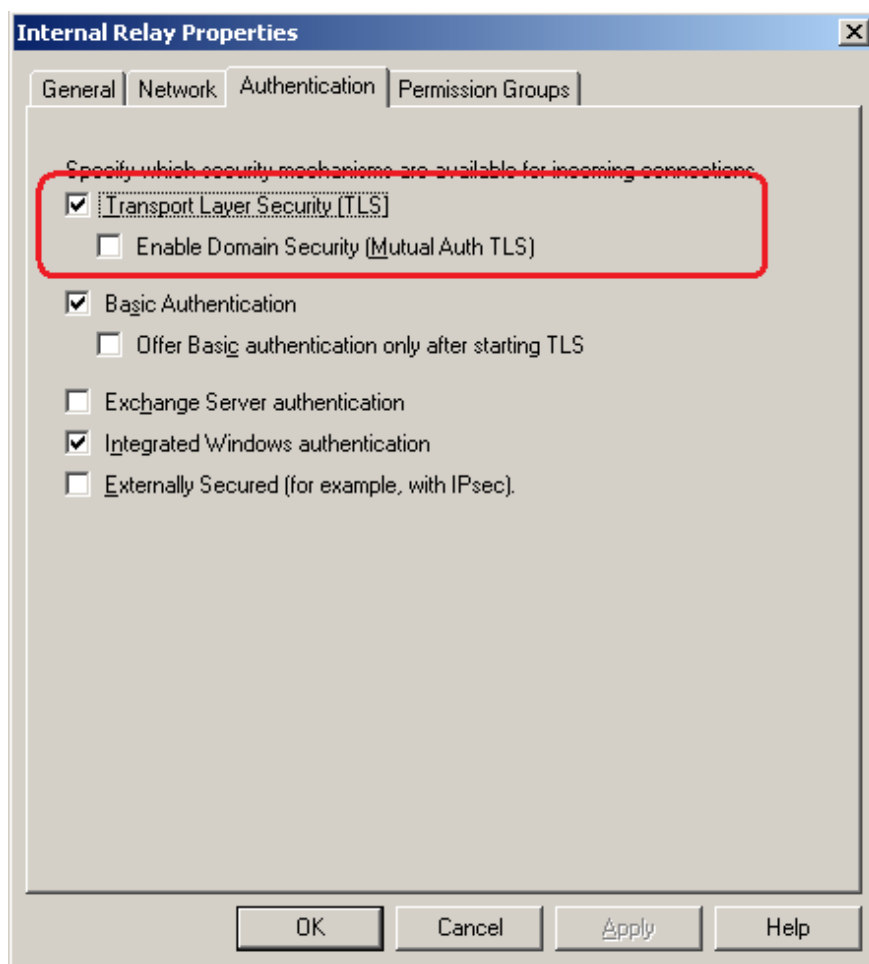 Internal Relay Properties
General Network Authentication Permission Groups
Specify which security mechanisms are available for incoming connections.
Transport Layer Security (TLS)
Enable Domain Security (Mutual Auth TLS)
Basic Authentication
Offer Basic authentication only after starting TLS
Exchange Server authentication
Integrated Windows authentication
Externally Secured (for example, with IPsec).
OK Cancel Apply Help